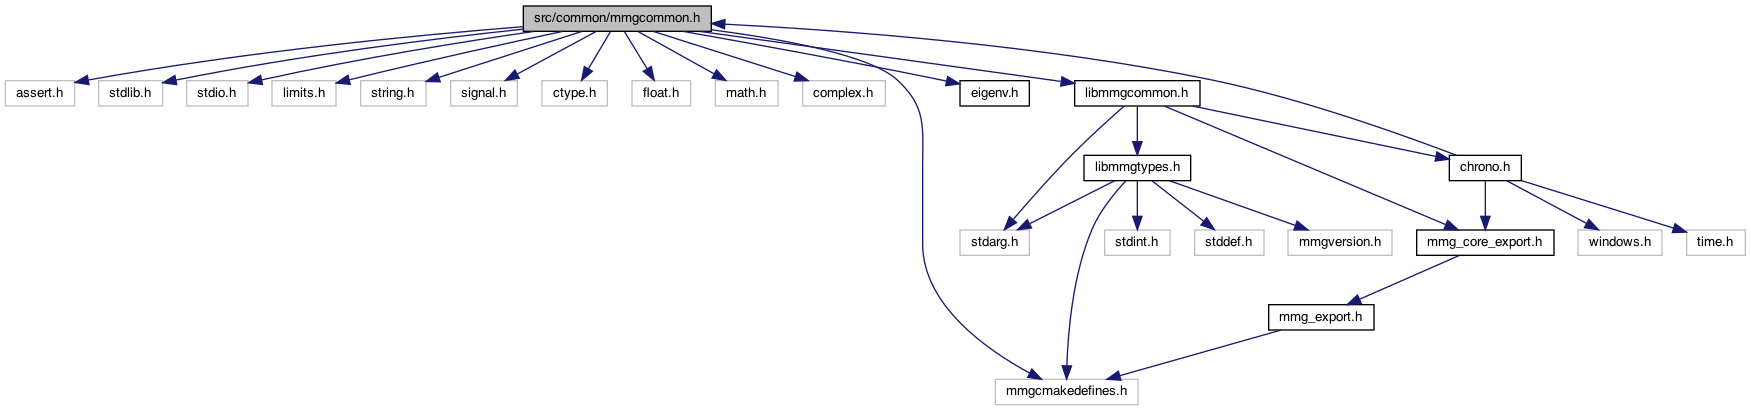 src/common/mmgcommon.h
assert.h
stdlib.h
stdio.h
limits.h
string.h
signal.h
ctype.h
float.h
math.h
complex.h
eigenv.h
libmmgcommon.h
libmmgtypes.h
chrono.h
stdarg.h
stdint.h
stddef.h
mmgversion.h
mmg_core_export.h
windows.h
time.h
mmg_export.h
mmgcmakedefines.h